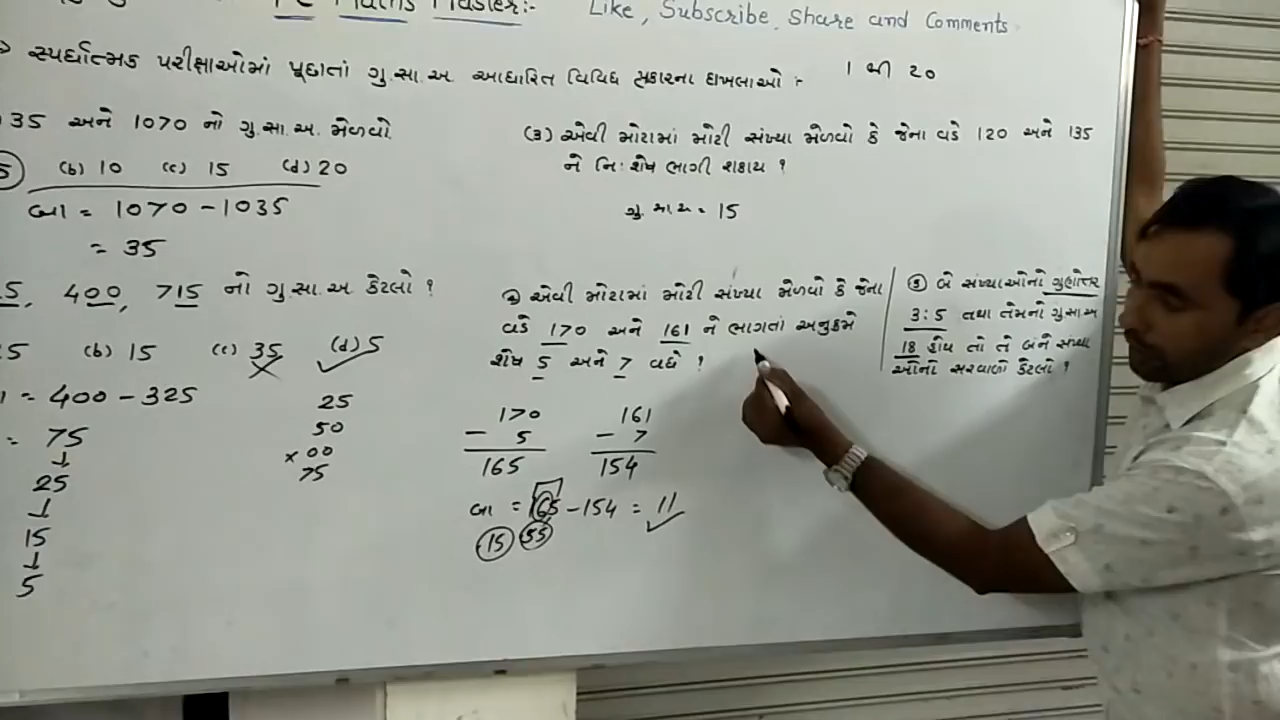 Maths Master:- Like, Subscribe, Share and Comments
સ્પર્ધાત્મક પરીક્ષાઓમાં પૂછાતાં ગુ.સા.અ. આધારિત વિવિધ પ્રકારના દાખલાઓ :- 1 થી 20
35 અને 1070 નો ગુ.સા.અ. મેળવો.
5 (b) 10 (c) 15 (d) 20
બા = 1070 - 1035
= 35
5, 400, 715 નો ગુ.સા.અ. કેટલો ?
25 (b) 15 (c) 35 (d) 5
= 400 - 325
= 75
25
15
5
25
50
× 00
75
(3) એવી મોટામાં મોટી સંખ્યા મેળવો કે જેના વડે 120 અને 135
ને નિ:શેષ ભાગી શકાય ?
ગુ.સા.અ = 15
એવી મોટામાં મોટી સંખ્યા મેળવો કે જેના
વડે 170 અને 161 ને ભાગતાં અનુક્રમે
શેષ 5 અને 7 વધે ?
170 161
- 5 - 7
165 154
બા = 165 - 154 = 11
15 55
(5) બે સંખ્યાઓનો ગુણોત્તર
3:5 તથા તેમનો ગુ.સા.અ
18 હોય તો તે બંને સંખ્યા
ઓનો સરવાળો કેટલો ?